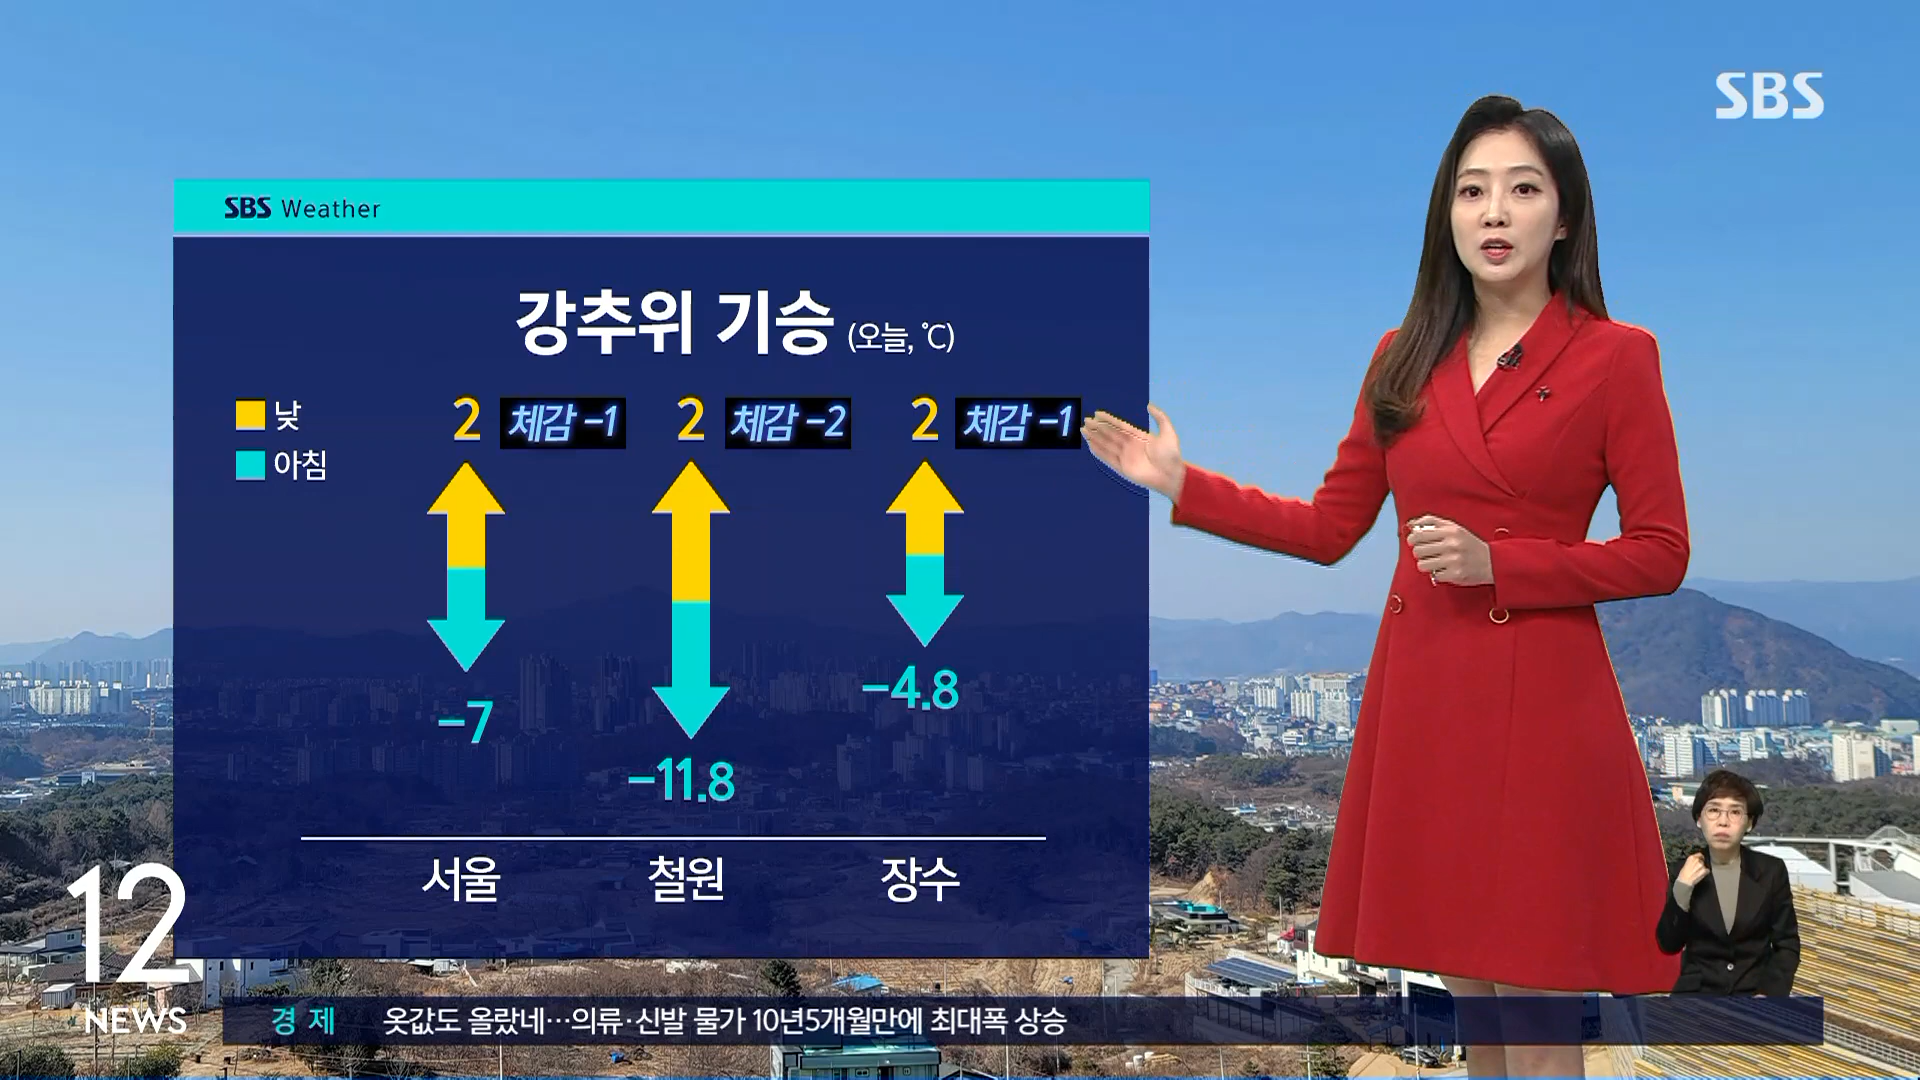 SBS
SBS Weather
강추위 기승 (오늘, ℃)
낮
아침
2 체감 -1
2 체감 -2
2 체감 -1
-7
-11.8
-4.8
서울
철원
장수
12
NEWS
경제 옷값도 올랐네…의류·신발 물가 10년5개월만에 최대폭 상승